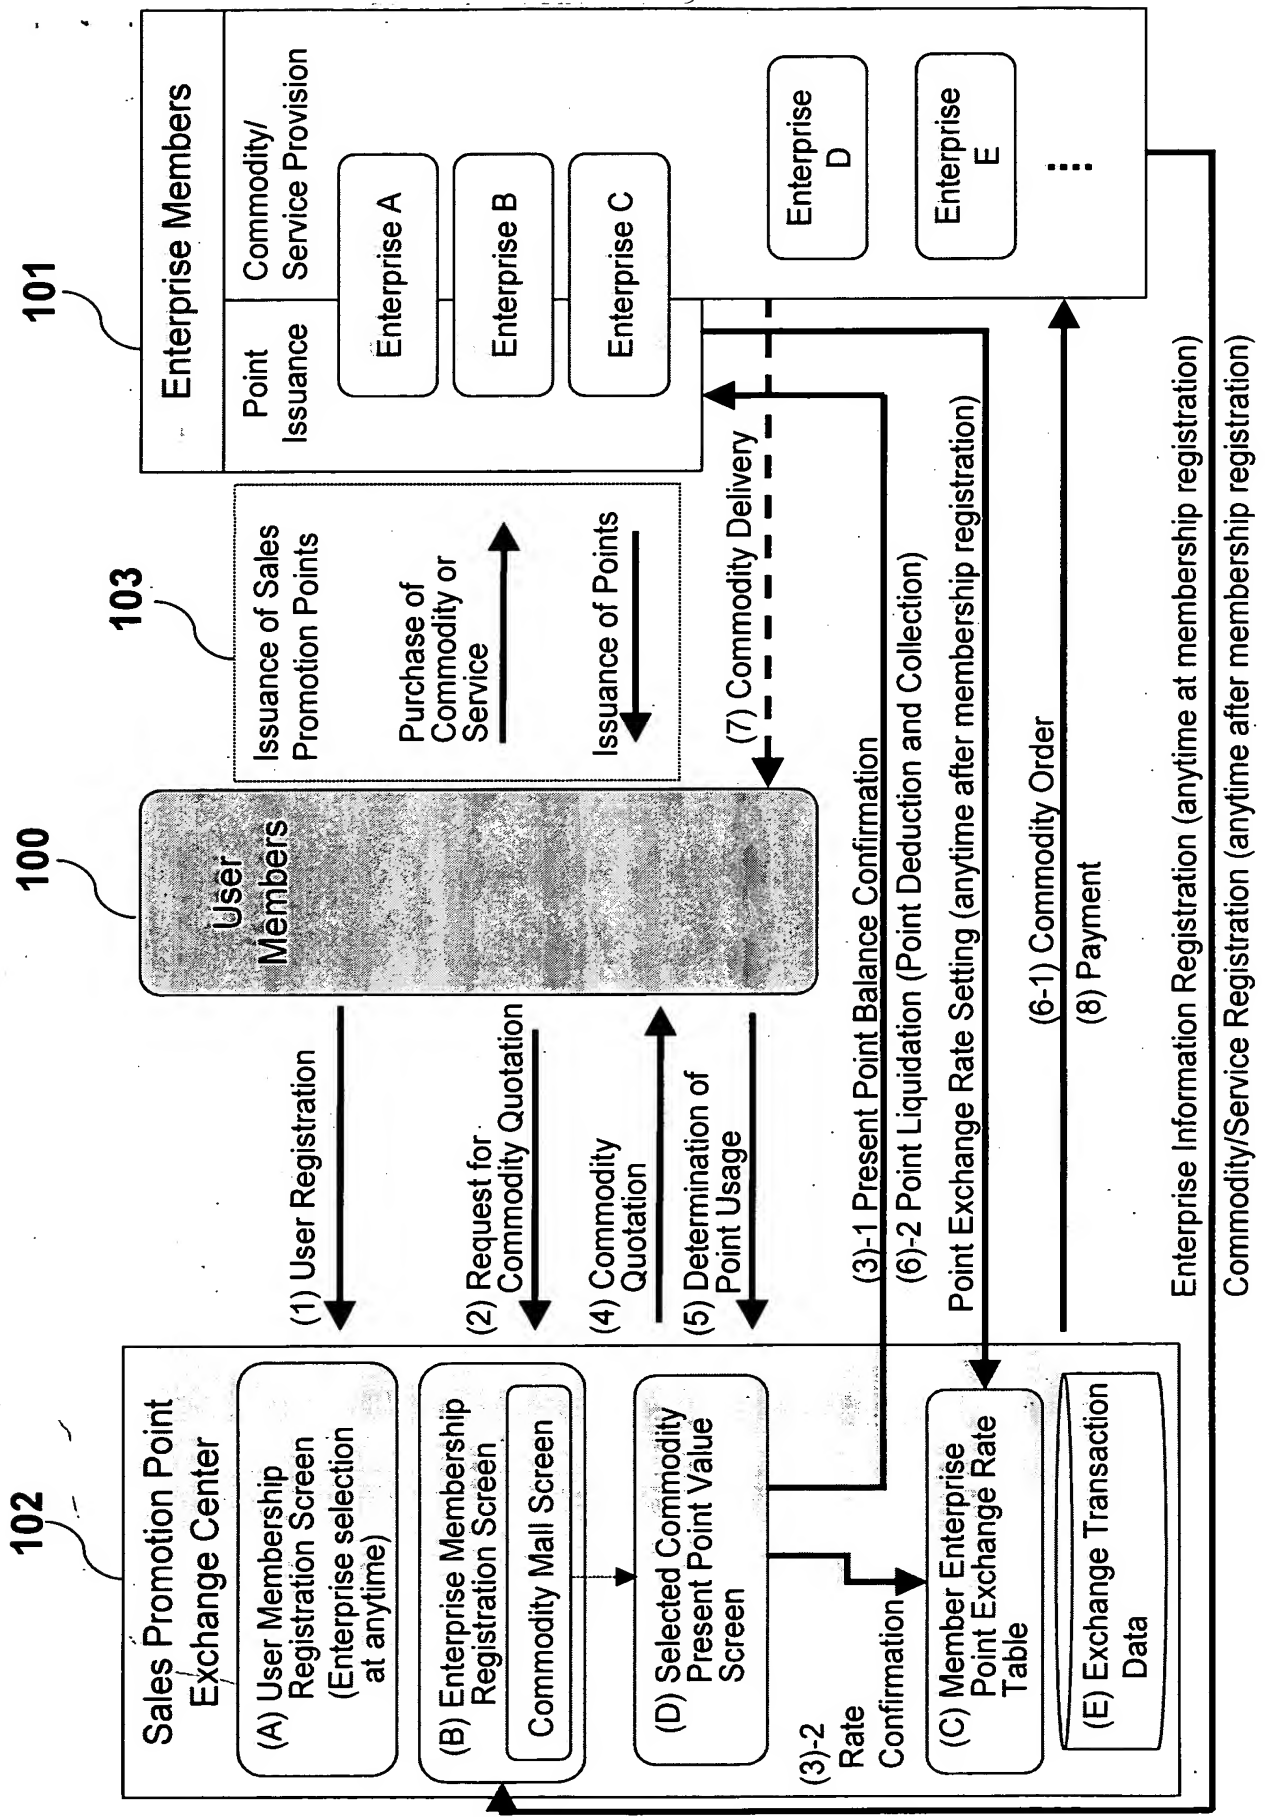 102
Sales Promotion Point
Exchange Center
(A) User Membership
Registration Screen
(Enterprise selection
at anytime)
(B) Enterprise Membership
Registration Screen
Commodity Mall Screen
(D) Selected Commodity
Present Point Value
Screen
(3)-2
Rate
Confirmation
(C) Member Enterprise
Point Exchange Rate
Table
(E) Exchange Transaction
Data
(1) User Registration
(2) Request for
Commodity Quotation
(4) Commodity
Quotation
(5) Determination of
Point Usage
100
User
Members
103
Issuance of Sales
Promotion Points
Purchase of
Commodity or
Service
Issuance of Points
(7) Commodity Delivery
(3)-1 Present Point Balance Confirmation
(6)-2 Point Liquidation (Point Deduction and Collection)
Point Exchange Rate Setting (anytime after membership registration)
(6-1) Commodity Order
(8) Payment
Enterprise Information Registration (anytime at membership registration)
Commodity/Service Registration (anytime after membership registration)
101
Enterprise Members
Point
Issuance
Commodity/
Service Provision
Enterprise A
Enterprise B
Enterprise C
Enterprise
D
Enterprise
E